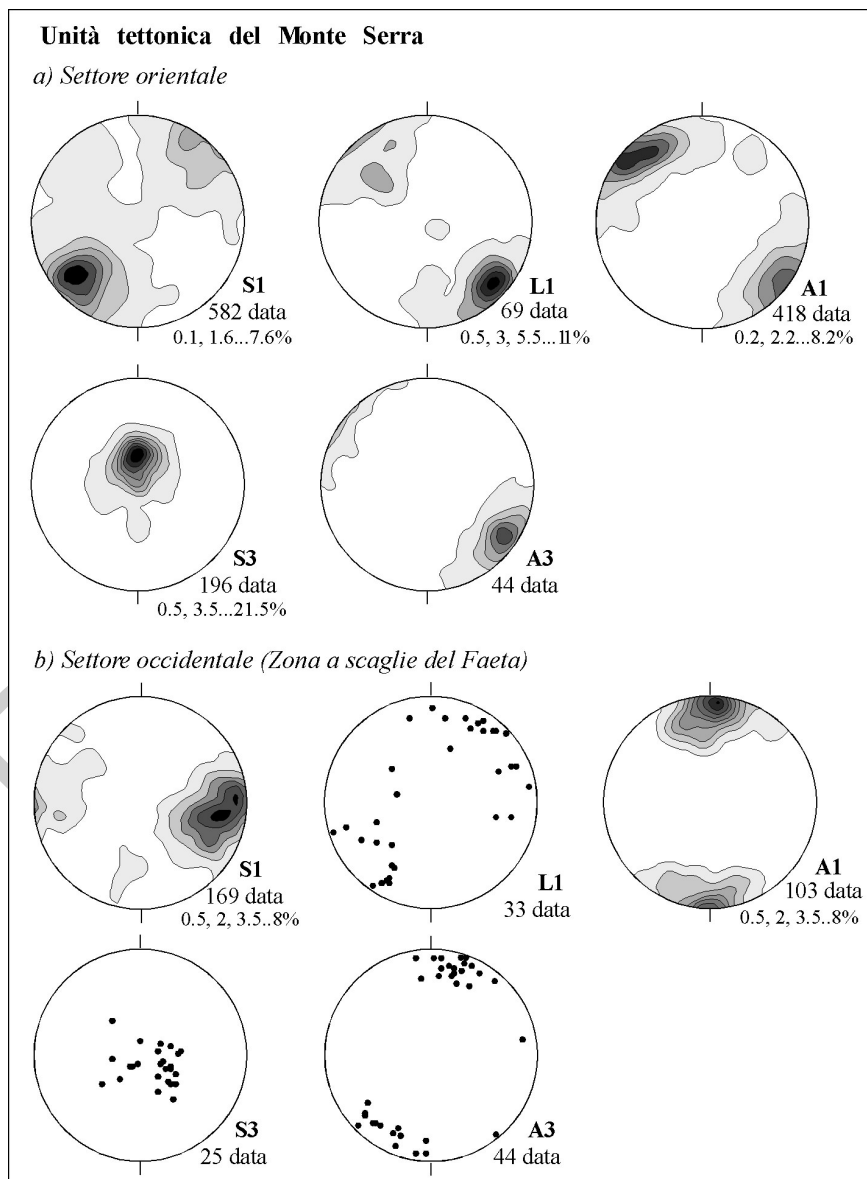 Unità tettonica del Monte Serra
a) Settore orientale
S1
582 data
0.1, 1.6...7.6%
L1
69 data
0.5, 3, 5.5...11%
A1
418 data
0.2, 2.2...8.2%
S3
196 data
0.5, 3.5...21.5%
A3
44 data
b) Settore occidentale (Zona a scaglie del Faeta)
S1
169 data
0.5, 2, 3.5..8%
L1
33 data
A1
103 data
0.5, 2, 3.5..8%
S3
25 data
A3
44 data